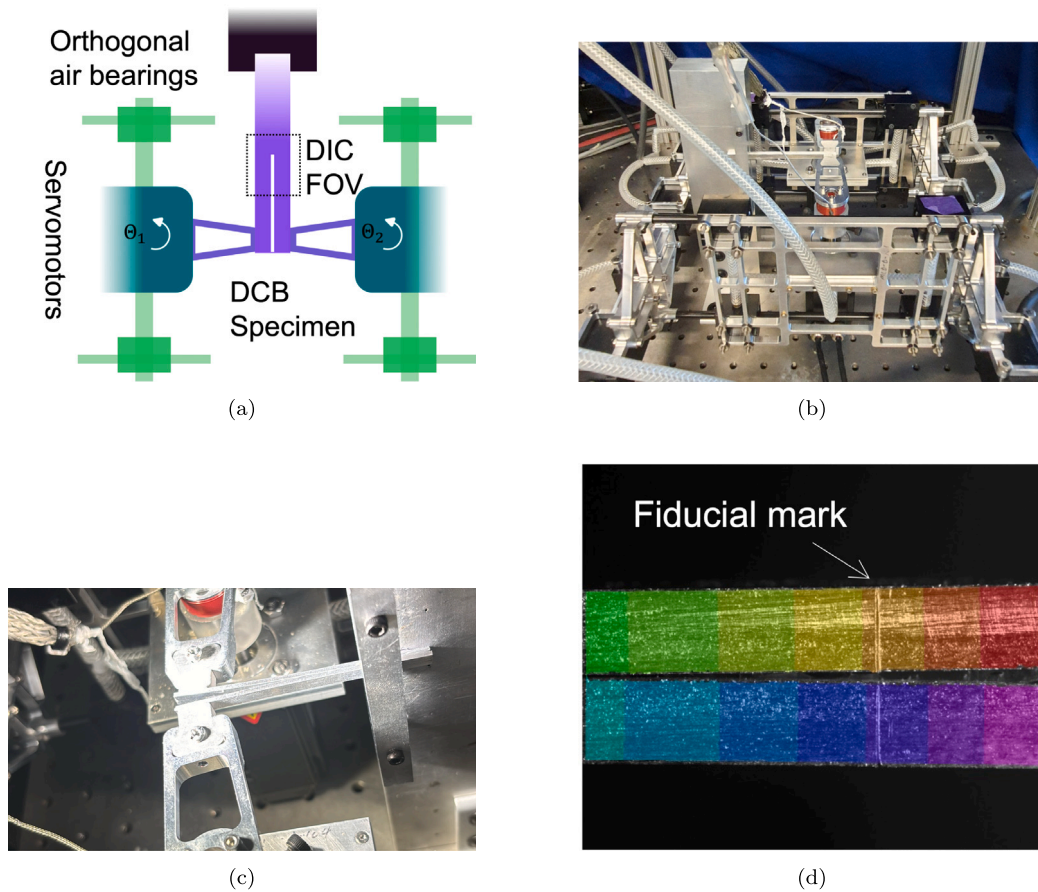 Orthogonal
air bearings
DIC
FOV
Servomotors
Θ1
Θ2
DCB
Specimen
(a)
(b)
Fiducial mark
(c)
(d)